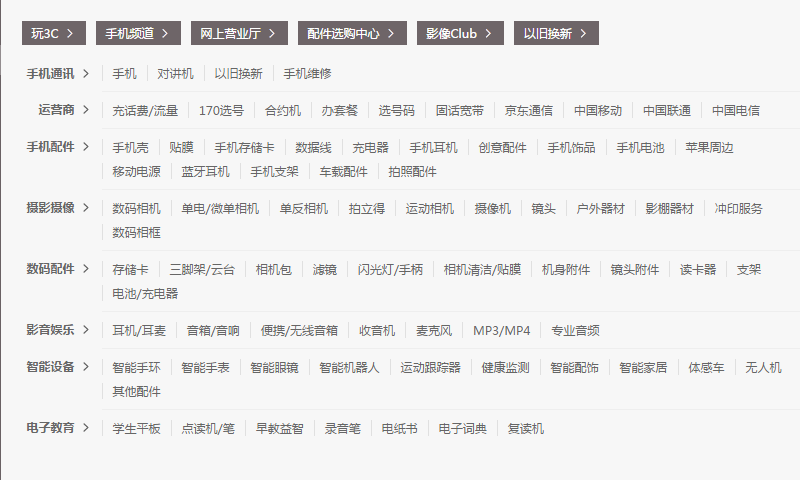 玩3C > 手机频道 > 网上营业厅 > 配件选购中心 > 影像Club > 以旧换新 >
手机通讯 > 手机 对讲机 以旧换新 手机维修
运营商 > 充话费/流量 170选号 合约机 办套餐 选号码 固话宽带 京东通信 中国移动 中国联通 中国电信
手机配件 > 手机壳 贴膜 手机存储卡 数据线 充电器 手机耳机 创意配件 手机饰品 手机电池 苹果周边
移动电源 蓝牙耳机 手机支架 车载配件 拍照配件
摄影摄像 > 数码相机 单电/微单相机 单反相机 拍立得 运动相机 摄像机 镜头 户外器材 影棚器材 冲印服务
数码相框
数码配件 > 存储卡 三脚架/云台 相机包 滤镜 闪光灯/手柄 相机清洁/贴膜 机身附件 镜头附件 读卡器 支架
电池/充电器
影音娱乐 > 耳机/耳麦 音箱/音响 便携/无线音箱 收音机 麦克风 MP3/MP4 专业音频
智能设备 > 智能手环 智能手表 智能眼镜 智能机器人 运动跟踪器 健康监测 智能配饰 智能家居 体感车 无人机
其他配件
电子教育 > 学生平板 点读机/笔 早教益智 录音笔 电纸书 电子词典 复读机